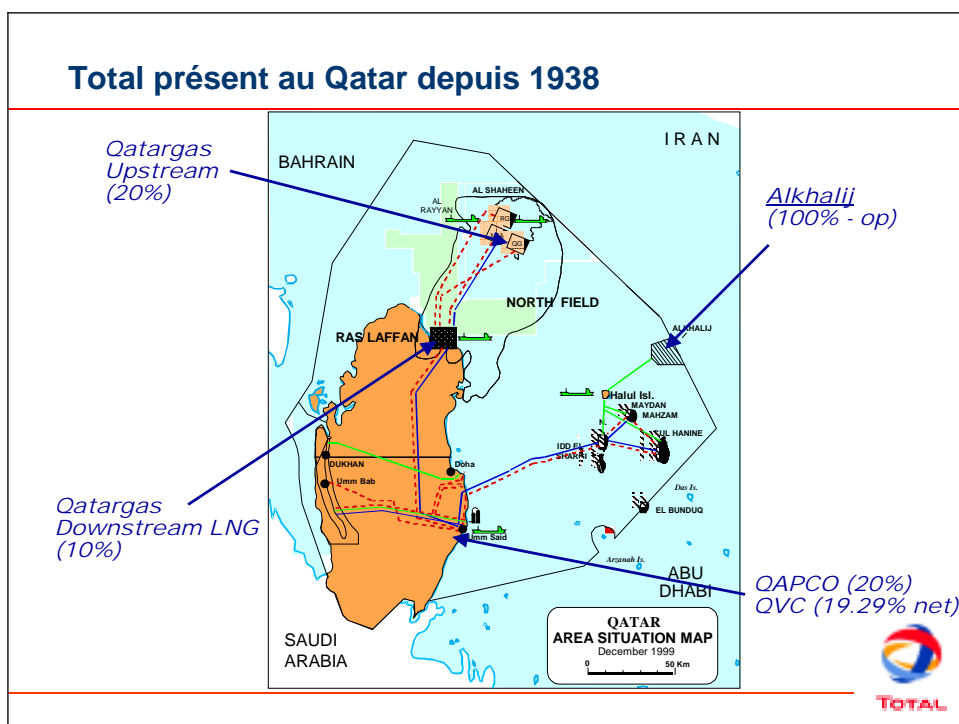 Total présent au Qatar depuis 1938
Qatargas
Upstream
(20%)
BAHRAIN
I R A N
AL SHAHEEN
AL
RAYYAN
RG
QG
Alkhalij
(100% - op)
NORTH FIELD
RAS LAFFAN
ALKHALIJ
Halul Isl.
MAYDAN
MAHZAM
BUL HANINE
IDD EL
SHARGI
DUKHAN
Doha
Umm Bab
Das Is.
EL BUNDUQ
Umm Said
Arzanah Is.
Qatargas
Downstream LNG
(10%)
ABU
DHABI
QAPCO (20%)
QVC (19.29% net)
SAUDI
ARABIA
QATAR
AREA SITUATION MAP
December 1999
0 50 Km
TOTAL